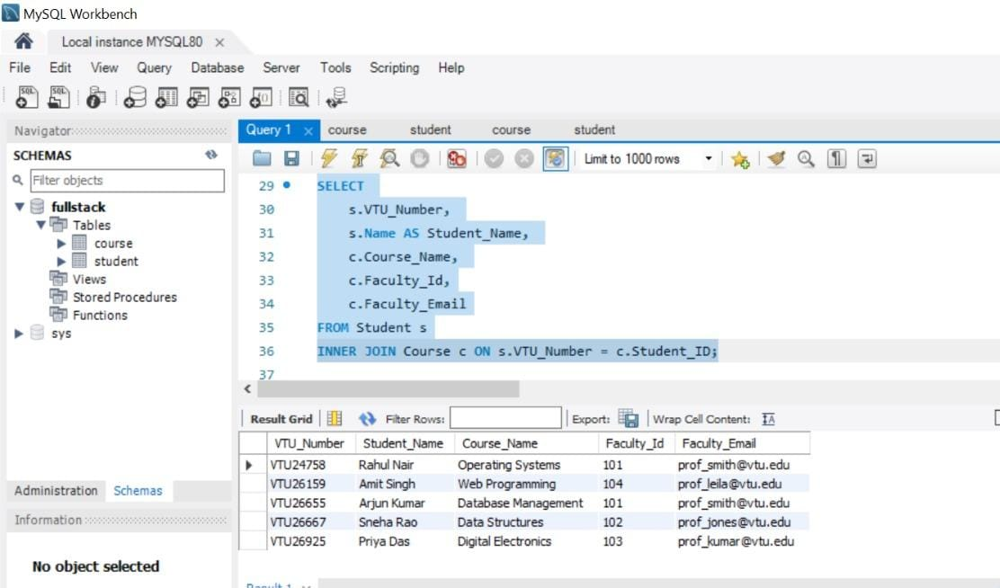 MySQL Workbench
Local instance MYSQL80
File Edit View Query Database Server Tools Scripting Help
Navigator
SCHEMAS
Filter objects
fullstack
Tables
course
student
Views
Stored Procedures
Functions
sys
Administration Schemas
Information
No object selected
Query 1 course student course student
Limit to 1000 rows
29 SELECT
30 s.VTU_Number,
31 s.Name AS Student_Name,
32 c.Course_Name,
33 c.Faculty_Id,
34 c.Faculty_Email
35 FROM Student s
36 INNER JOIN Course c ON s.VTU_Number = c.Student_ID;
37
Result Grid Filter Rows: Export: Wrap Cell Content:
VTU_Number Student_Name Course_Name Faculty_Id Faculty_Email
VTU24758 Rahul Nair Operating Systems 101 prof_smith@vtu.edu
VTU26159 Amit Singh Web Programming 104 prof_leila@vtu.edu
VTU26655 Arjun Kumar Database Management 101 prof_smith@vtu.edu
VTU26667 Sneha Rao Data Structures 102 prof_jones@vtu.edu
VTU26925 Priya Das Digital Electronics 103 prof_kumar@vtu.edu
Result 1